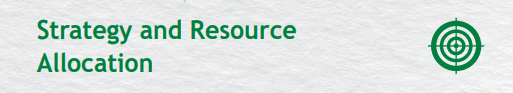 Strategy and Resource
Allocation